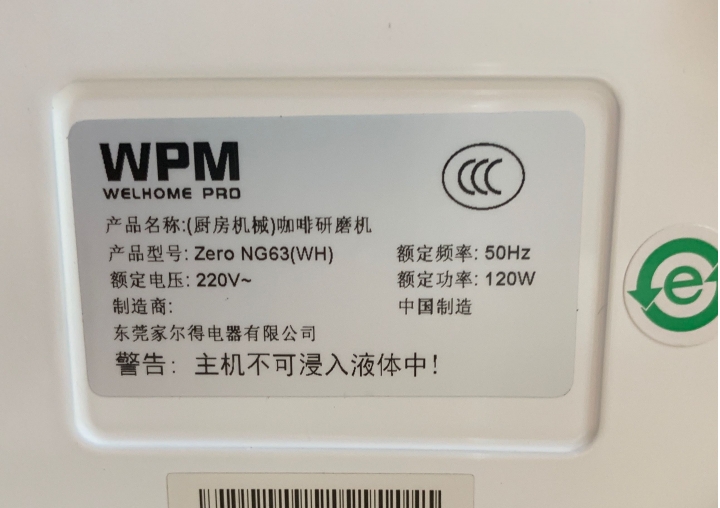 WPM
WELHOME PRO
CCC
产品名称:(厨房机械)咖啡研磨机
产品型号: Zero NG63(WH)
额定频率: 50Hz
额定电压: 220V~
额定功率: 120W
制造商:
中国制造
东莞家尔得电器有限公司
警告: 主机不可浸入液体中!
e